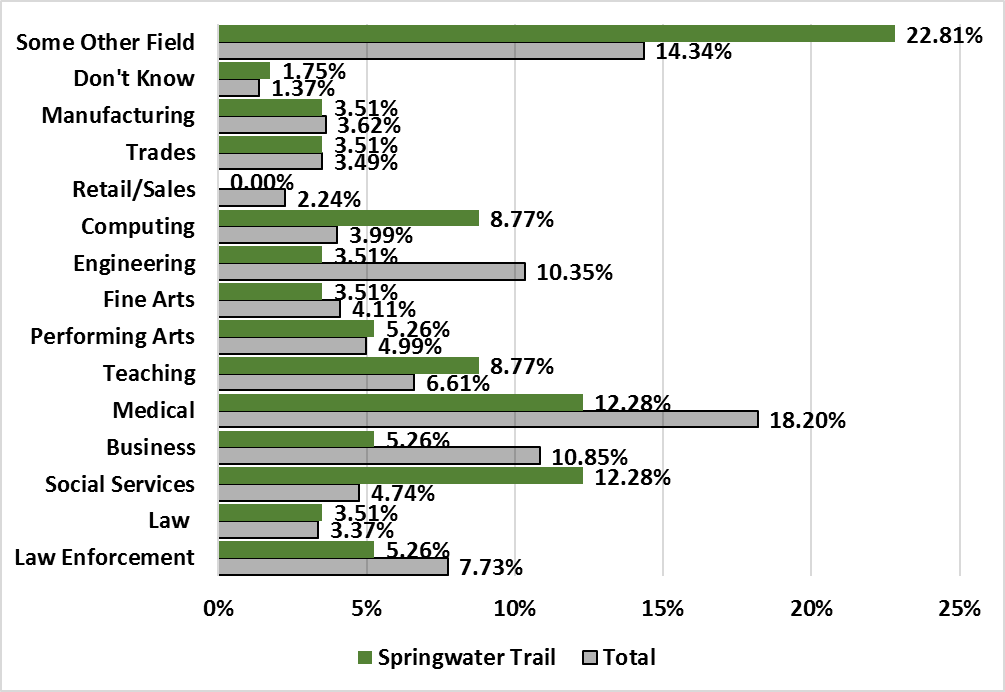 Some Other Field 22.81%
14.34%
Don't Know 1.75%
1.37%
Manufacturing 3.51%
3.62%
Trades 3.51%
3.49%
Retail/Sales 0.00%
2.24%
Computing 8.77%
3.99%
Engineering 3.51%
10.35%
Fine Arts 3.51%
4.11%
Performing Arts 5.26%
4.99%
Teaching 8.77%
6.61%
Medical 12.28%
18.20%
Business 5.26%
10.85%
Social Services 12.28%
4.74%
Law 3.51%
3.37%
Law Enforcement 5.26%
7.73%
0% 5% 10% 15% 20% 25%
Springwater Trail Total